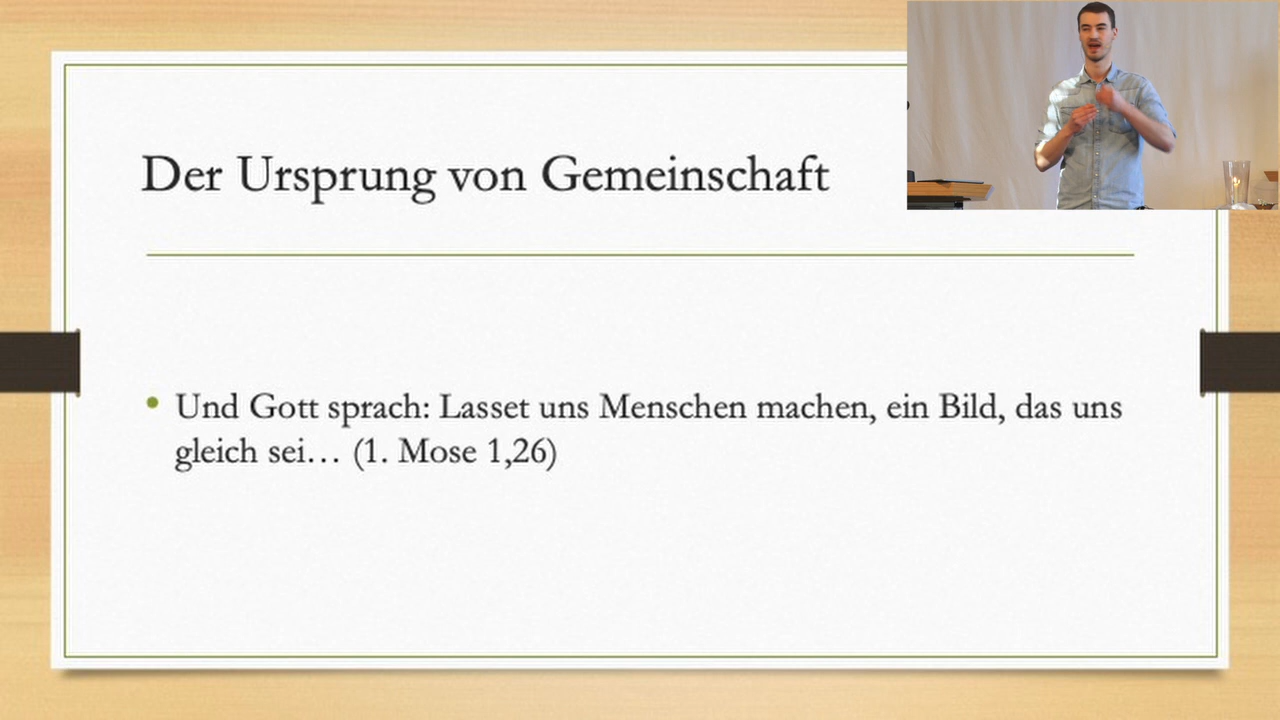 Der Ursprung von Gemeinschaft
• Und Gott sprach: Lasset uns Menschen machen, ein Bild, das uns
gleich sei… (1. Mose 1,26)